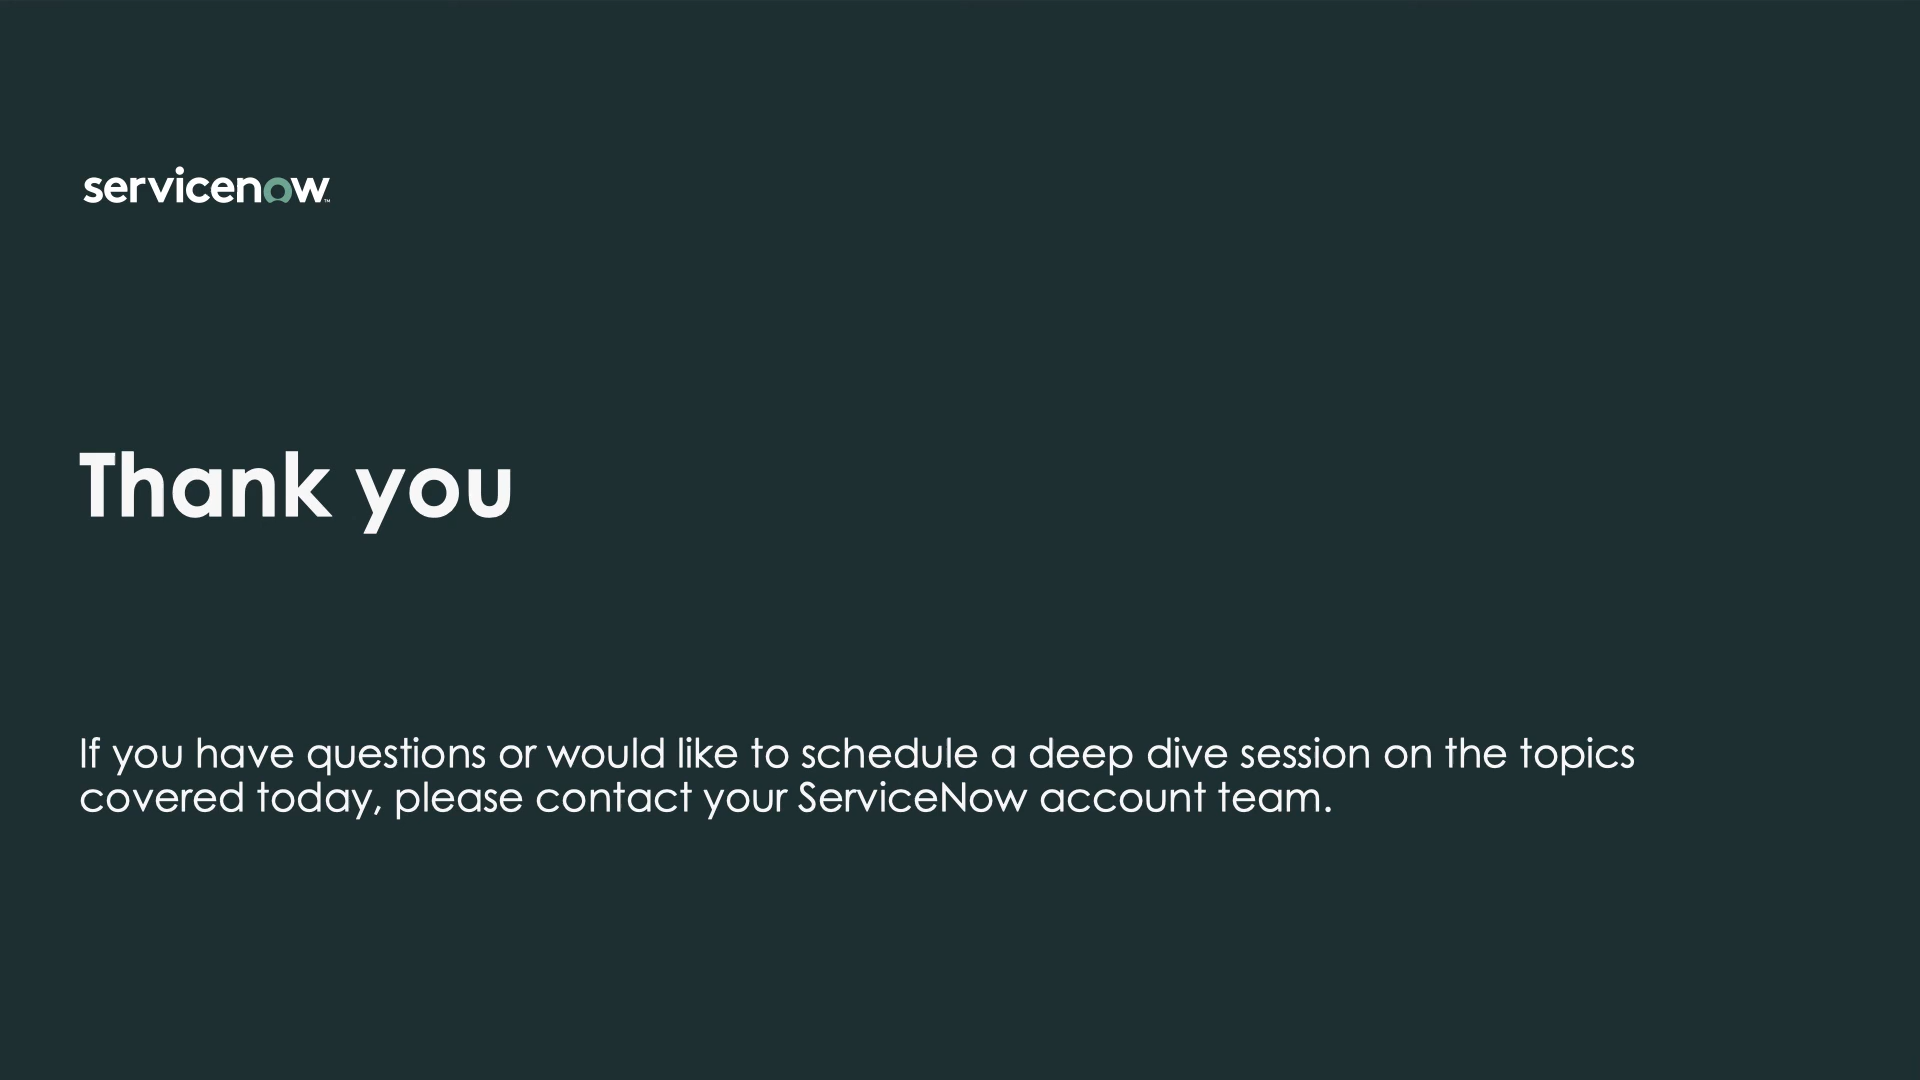 servicenow™
Thank you
If you have questions or would like to schedule a deep dive session on the topics
covered today, please contact your ServiceNow account team.